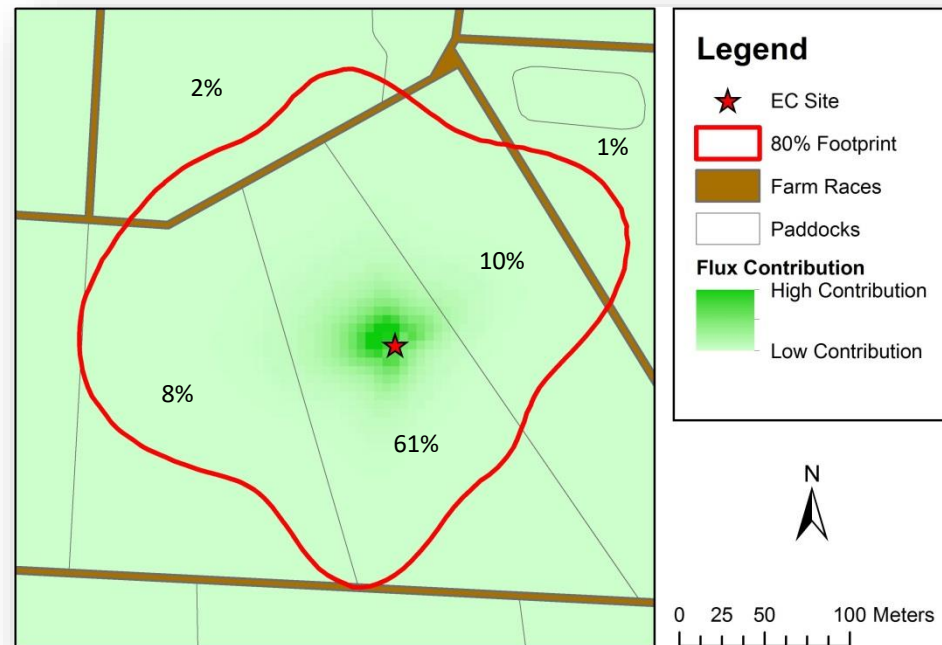 2%
1%
10%
8%
61%
Legend
EC Site
80% Footprint
Farm Races
Paddocks
Flux Contribution
High Contribution
Low Contribution
N
0 25 50 100 Meters